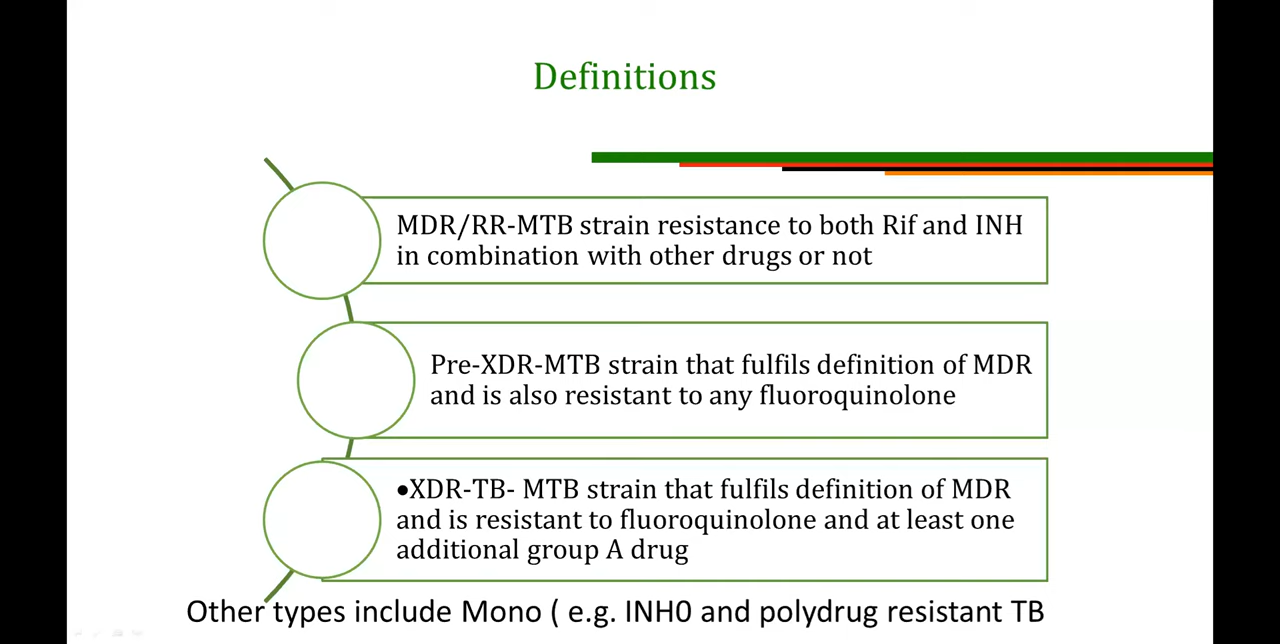 Definitions
MDR/RR-MTB strain resistance to both Rif and INH
in combination with other drugs or not
Pre-XDR-MTB strain that fulfils definition of MDR
and is also resistant to any fluoroquinolone
•XDR-TB- MTB strain that fulfils definition of MDR
and is resistant to fluoroquinolone and at least one
additional group A drug
Other types include Mono ( e.g. INH0 and polydrug resistant TB